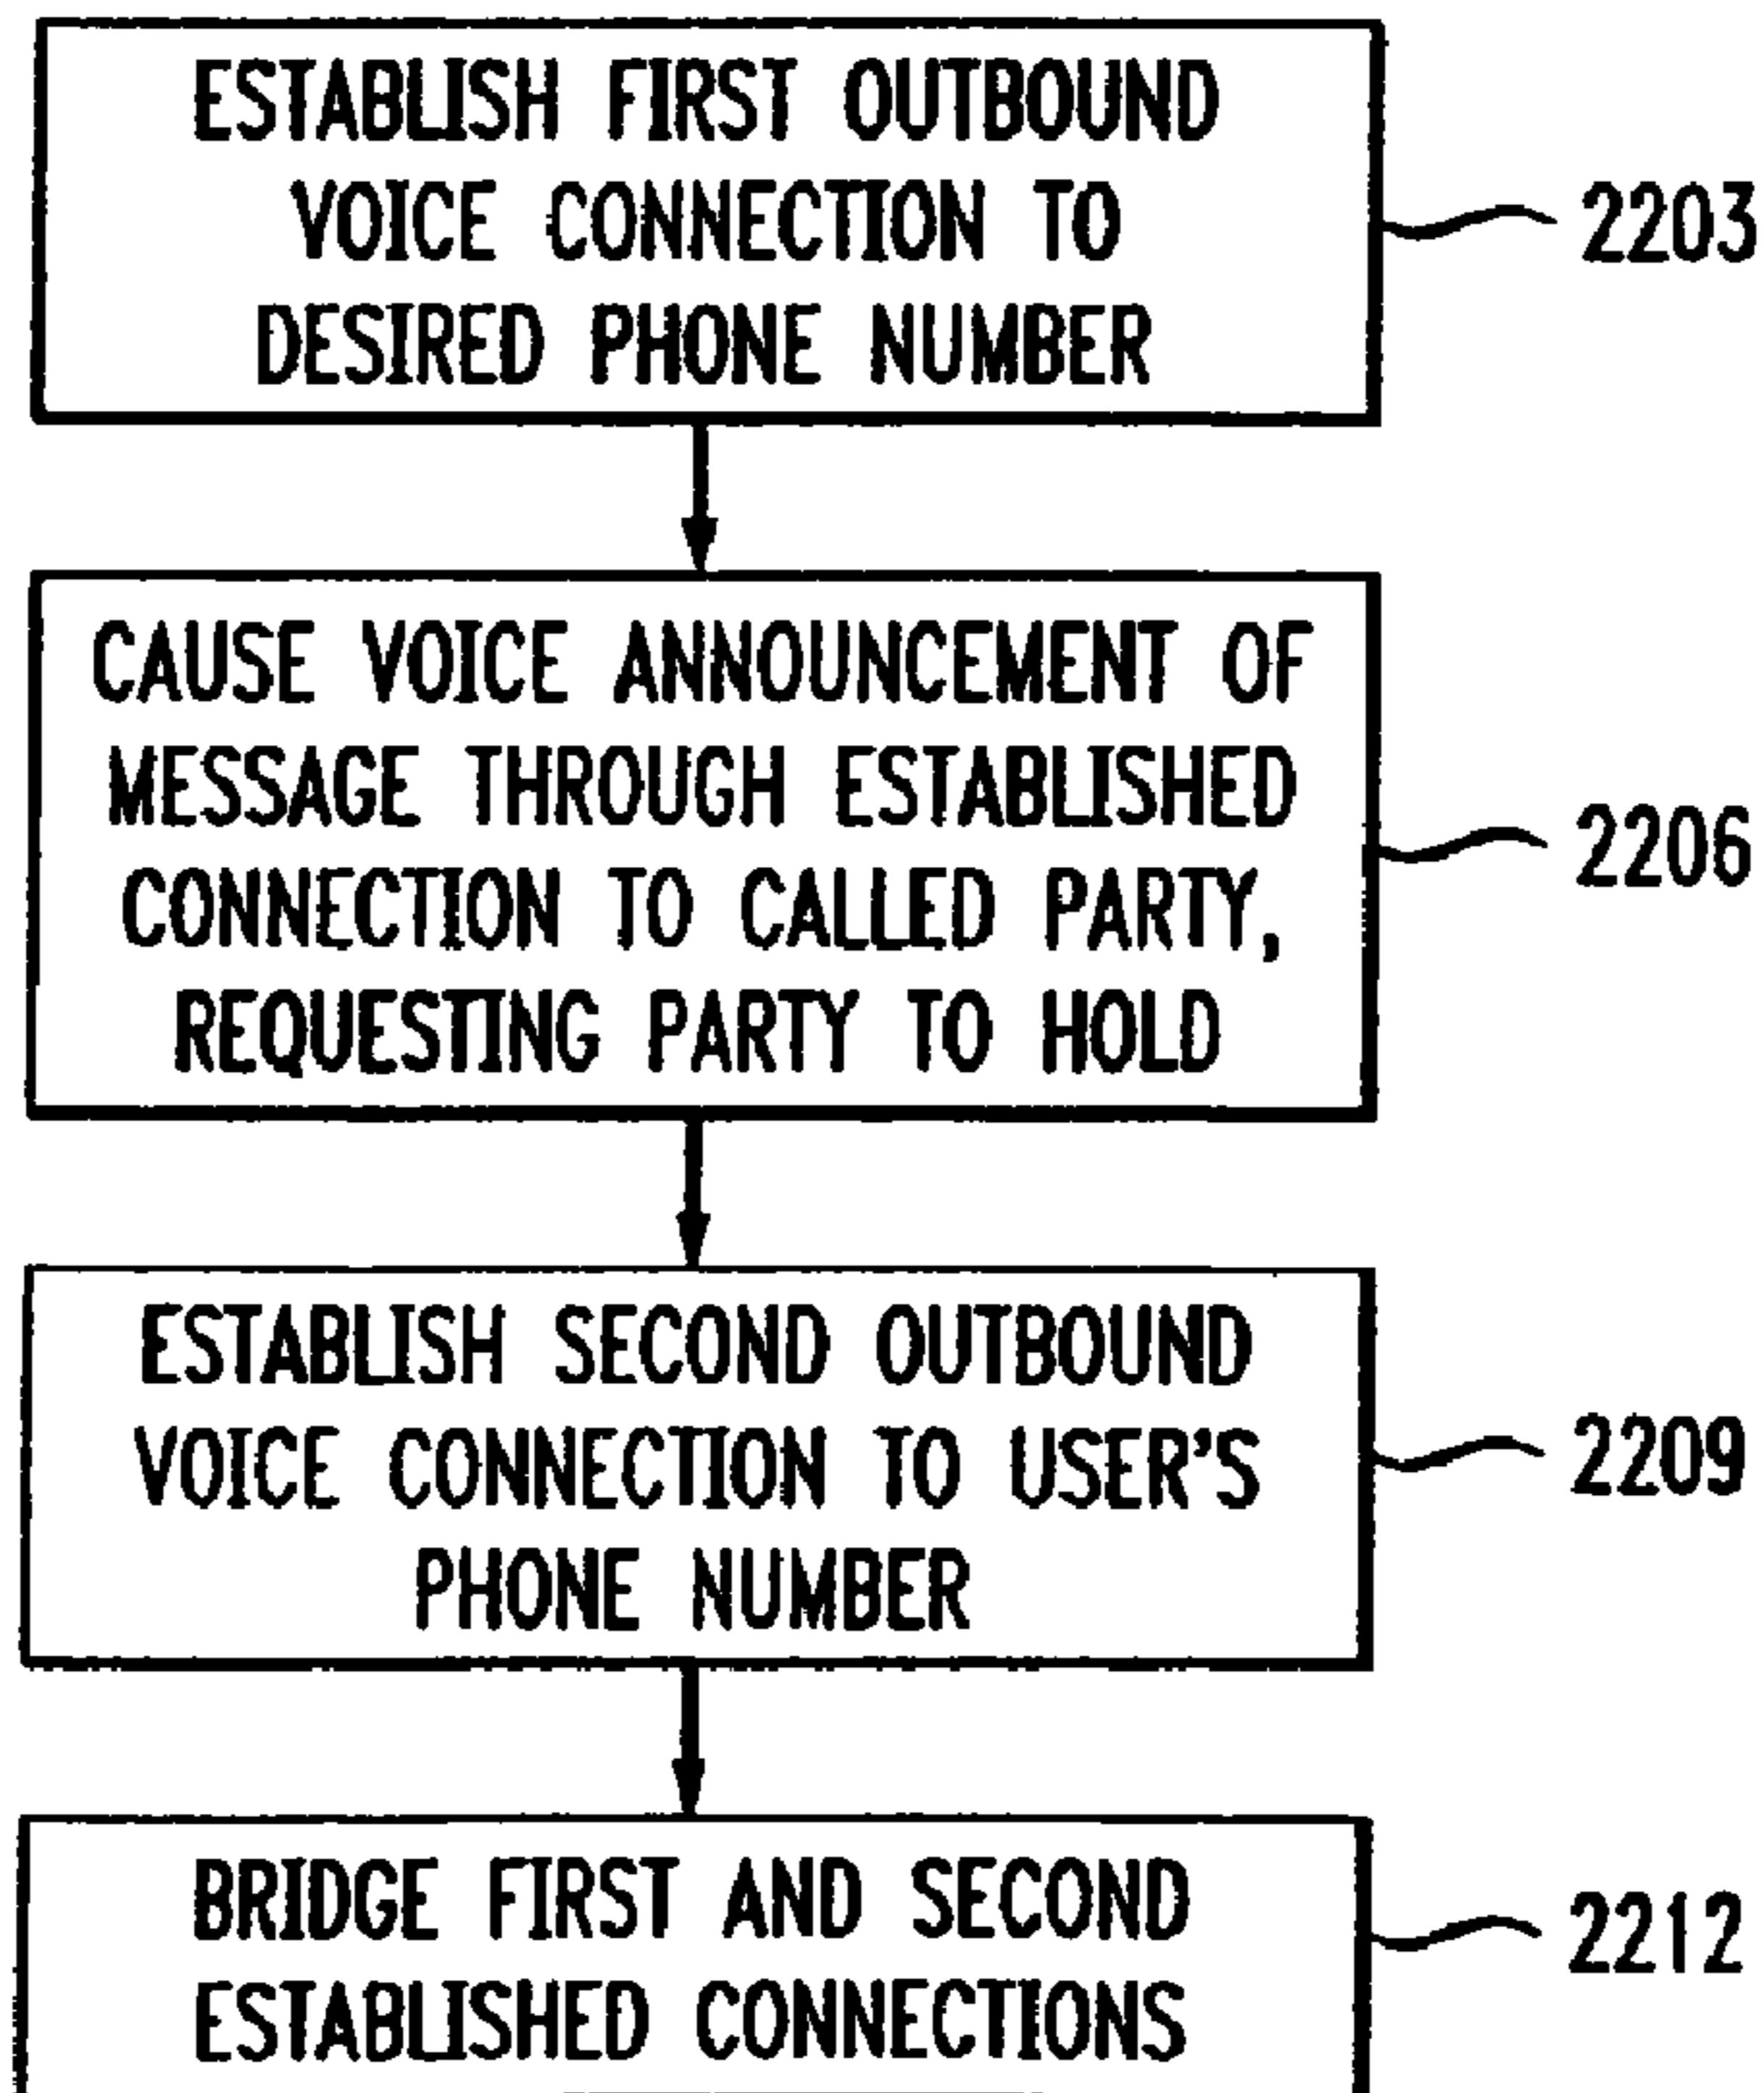 ESTABLISH FIRST OUTBOUND
VOICE CONNECTION TO
DESIRED PHONE NUMBER
2203
CAUSE VOICE ANNOUNCEMENT OF
MESSAGE THROUGH ESTABLISHED
CONNECTION TO CALLED PARTY,
REQUESTING PARTY TO HOLD
2206
ESTABLISH SECOND OUTBOUND
VOICE CONNECTION TO USER'S
PHONE NUMBER
2209
BRIDGE FIRST AND SECOND
ESTABLISHED CONNECTIONS
2212